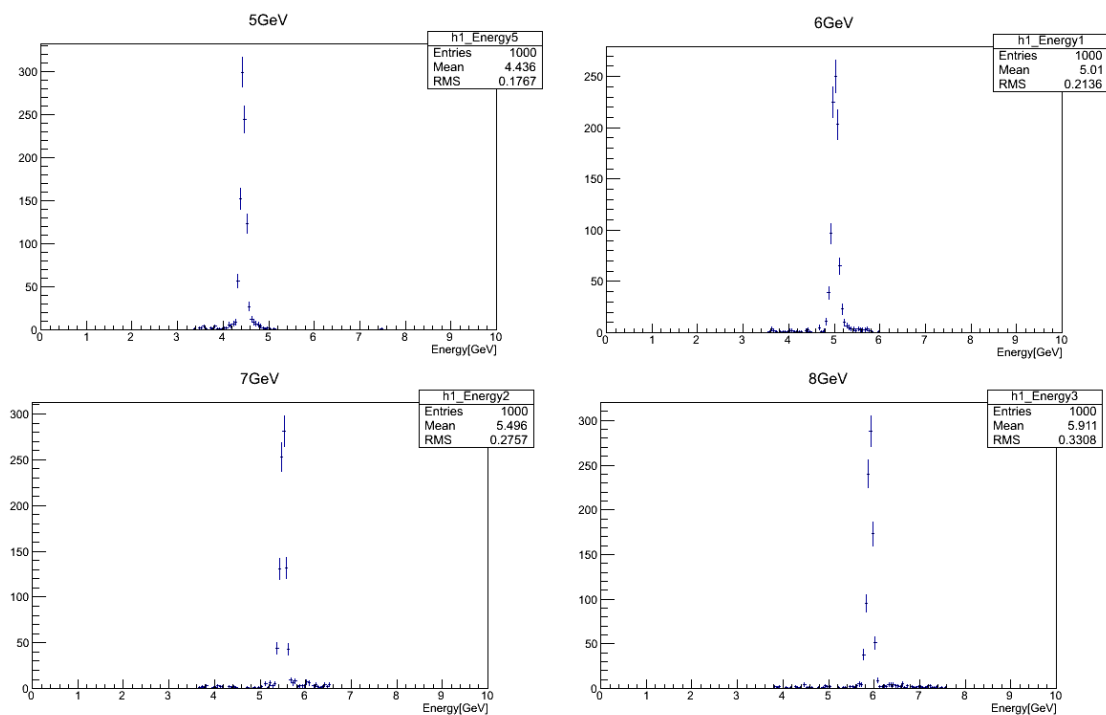 5GeV
h1_Energy5
Entries 1000
Mean 4.436
RMS 0.1767
300
250
200
150
100
50
0
0 1 2 3 4 5 6 7 8 9 10
Energy[GeV]
6GeV
h1_Energy1
Entries 1000
Mean 5.01
RMS 0.2136
250
200
150
100
50
0
0 1 2 3 4 5 6 7 8 9 10
Energy[GeV]
7GeV
h1_Energy2
Entries 1000
Mean 5.496
RMS 0.2757
300
250
200
150
100
50
0
0 1 2 3 4 5 6 7 8 9 10
Energy[GeV]
8GeV
h1_Energy3
Entries 1000
Mean 5.911
RMS 0.3308
300
250
200
150
100
50
0
0 1 2 3 4 5 6 7 8 9 10
Energy[GeV]